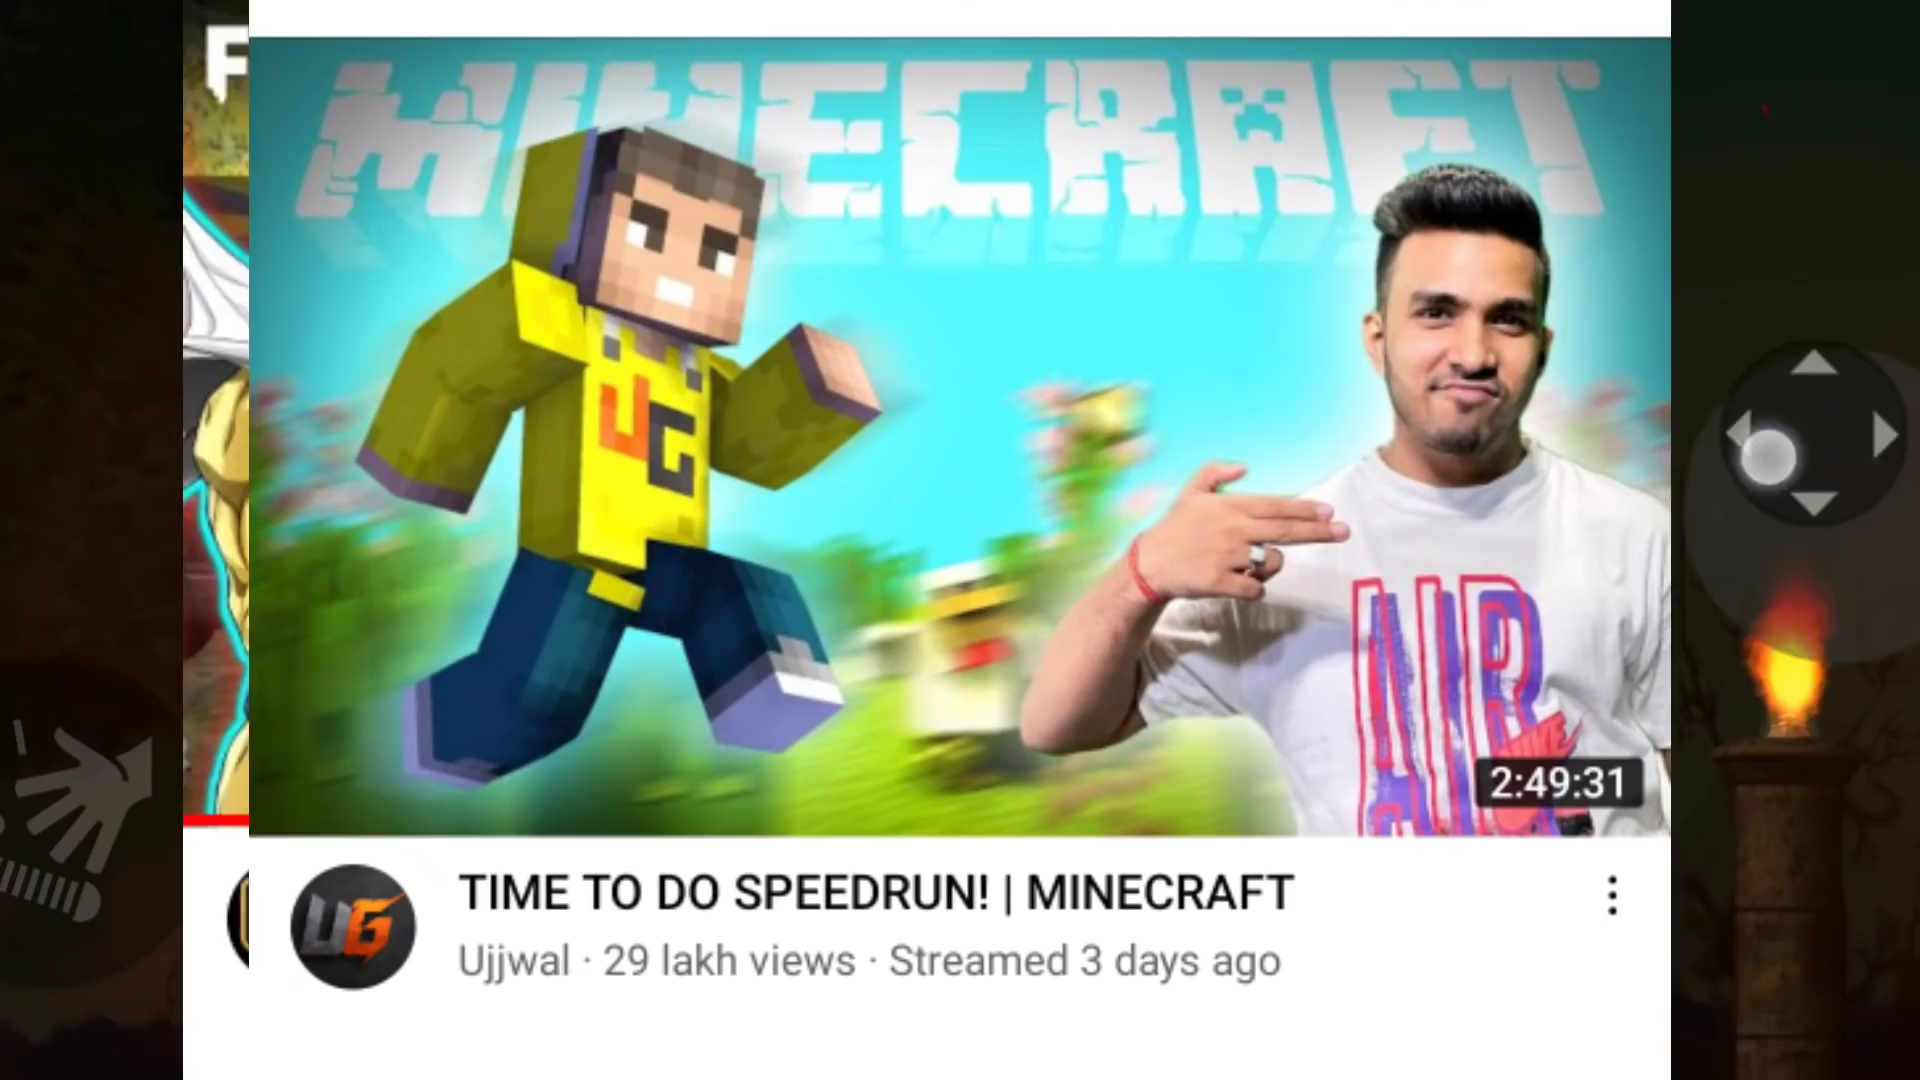 MINECRAFT
UG
AIR
NIKE
2:49:31
TIME TO DO SPEEDRUN! | MINECRAFT
UG
Ujjwal · 29 lakh views · Streamed 3 days ago